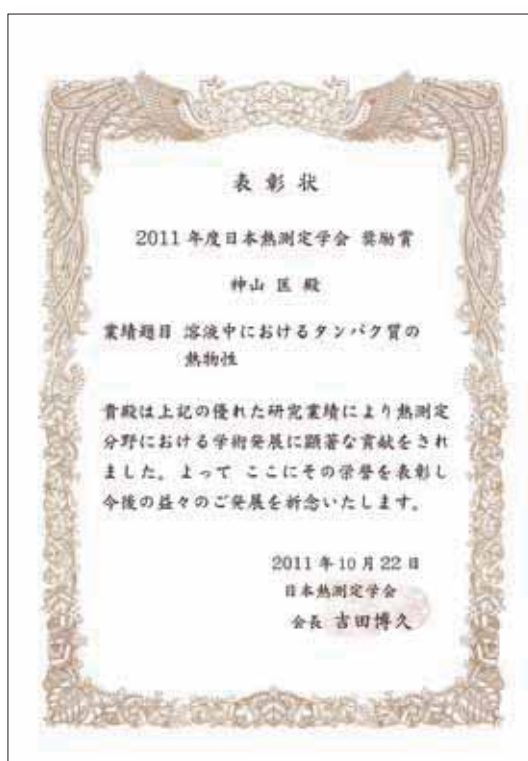 表彰状
2011年度日本熱測定学会 奨励賞
神山 匡 殿
業績題目 溶液中におけるタンパク質の
熱物性
貴殿は上記の優れた研究業績により熱測定
分野における学術発展に顕著な貢献をされ
ました。よって ここにその栄誉を表彰し
今後の益々のご発展を祈念いたします。
2011年10月22日
日本熱測定学会
会長 吉田博久